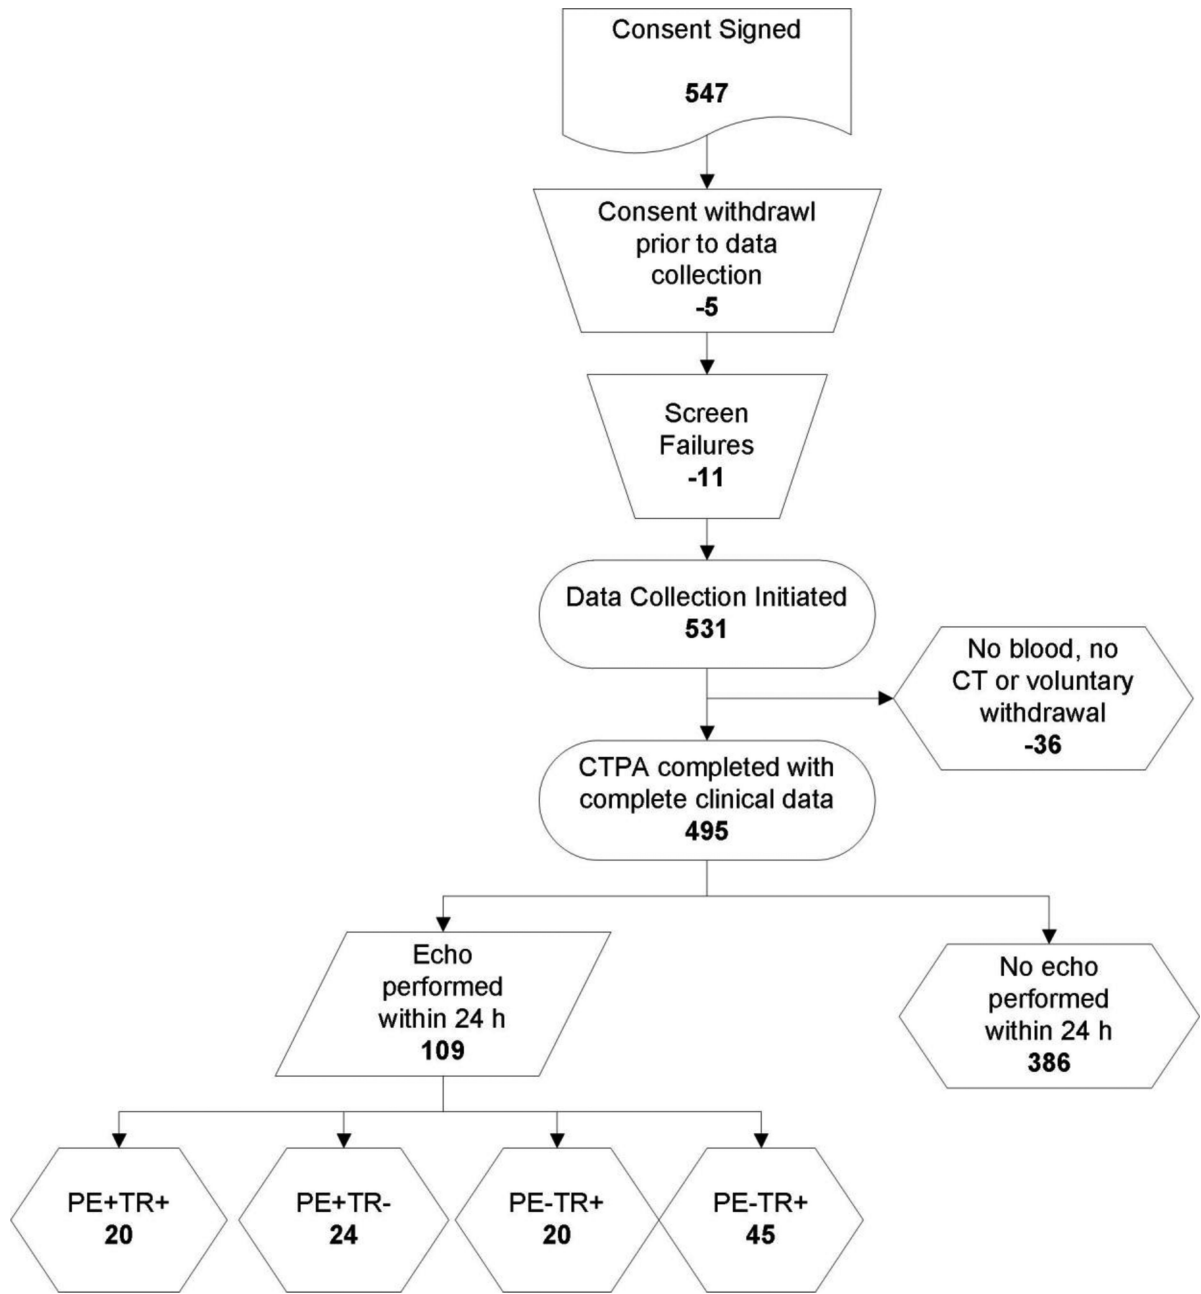 Consent Signed
547
Consent withdrawl
prior to data
collection
-5
Screen
Failures
-11
Data Collection Initiated
531
No blood, no
CT or voluntary
withdrawal
-36
CTPA completed with
complete clinical data
495
Echo
performed
within 24 h
109
No echo
performed
within 24 h
386
PE+TR+
20
PE+TR-
24
PE-TR+
20
PE-TR+
45